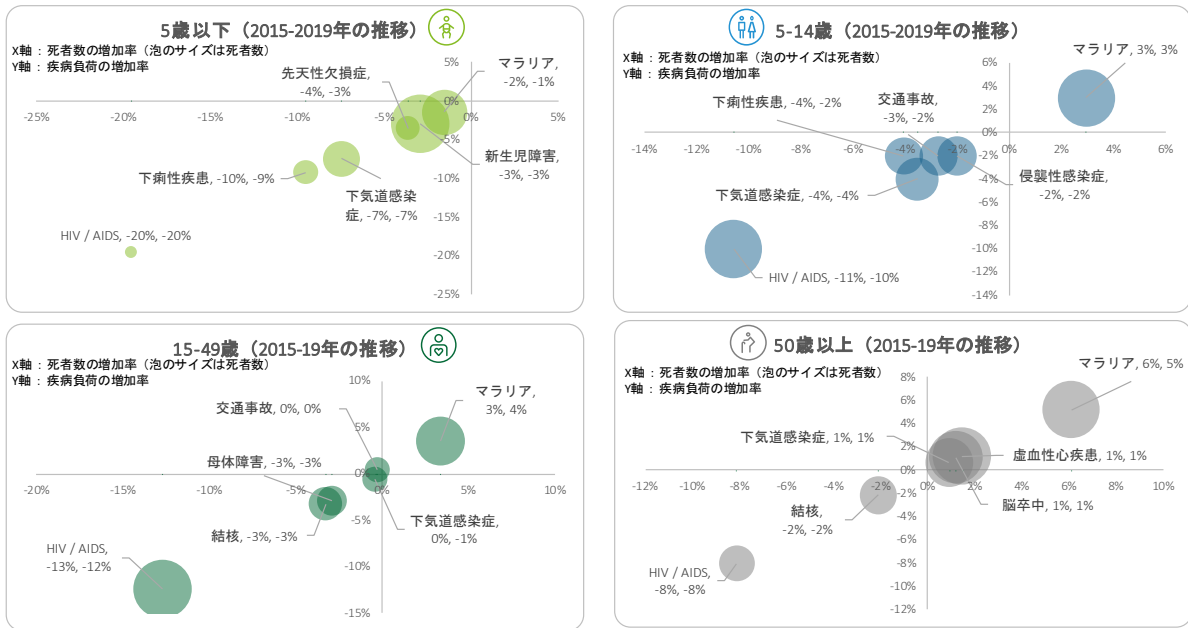 5歳以下（2015-2019年の推移）
X軸：死者数の増加率（泡のサイズは死者数）
Y軸：疾病負荷の増加率
マラリア,
-2%, -1%
先天性欠損症,
-4%, -3%
新生児障害,
-3%, -3%
下気道感染
症, -7%, -7%
下痢性疾患, -10%, -9%
HIV / AIDS, -20%, -20%
5%
0%
-5%
-10%
-15%
-20%
-25%
-25%
-20%
-15%
-10%
-5%
0%
5%
5-14歳（2015-2019年の推移）
X軸：死者数の増加率（泡のサイズは死者数）
Y軸：疾病負荷の増加率
マラリア, 3%, 3%
下痢性疾患, -4%, -2%
交通事故,
-3%, -2%
侵襲性感染症,
-2%, -2%
下気道感染症, -4%, -4%
HIV / AIDS, -11%, -10%
6%
4%
2%
0%
-2%
-4%
-6%
-8%
-10%
-12%
-14%
-14%
-12%
-10%
-8%
-6%
-4%
-2%
0%
2%
4%
6%
15-49歳（2015-19年の推移）
X軸：死者数の増加率（泡のサイズは死者数）
Y軸：疾病負荷の増加率
マラリア,
3%, 4%
交通事故, 0%, 0%
母体障害, -3%, -3%
結核, -3%, -3%
下気道感染症,
0%, -1%
HIV / AIDS,
-13%, -12%
10%
5%
0%
-5%
-10%
-15%
-20%
-15%
-10%
-5%
0%
5%
10%
50歳以上（2015-19年の推移）
X軸：死者数の増加率（泡のサイズは死者数）
Y軸：疾病負荷の増加率
マラリア, 6%, 5%
下気道感染症, 1%, 1%
虚血性心疾患, 1%, 1%
脳卒中, 1%, 1%
結核,
-2%, -2%
HIV / AIDS,
-8%, -8%
8%
6%
4%
2%
0%
-2%
-4%
-6%
-8%
-10%
-12%
-12%
-10%
-8%
-6%
-4%
-2%
0%
2%
4%
6%
8%
10%